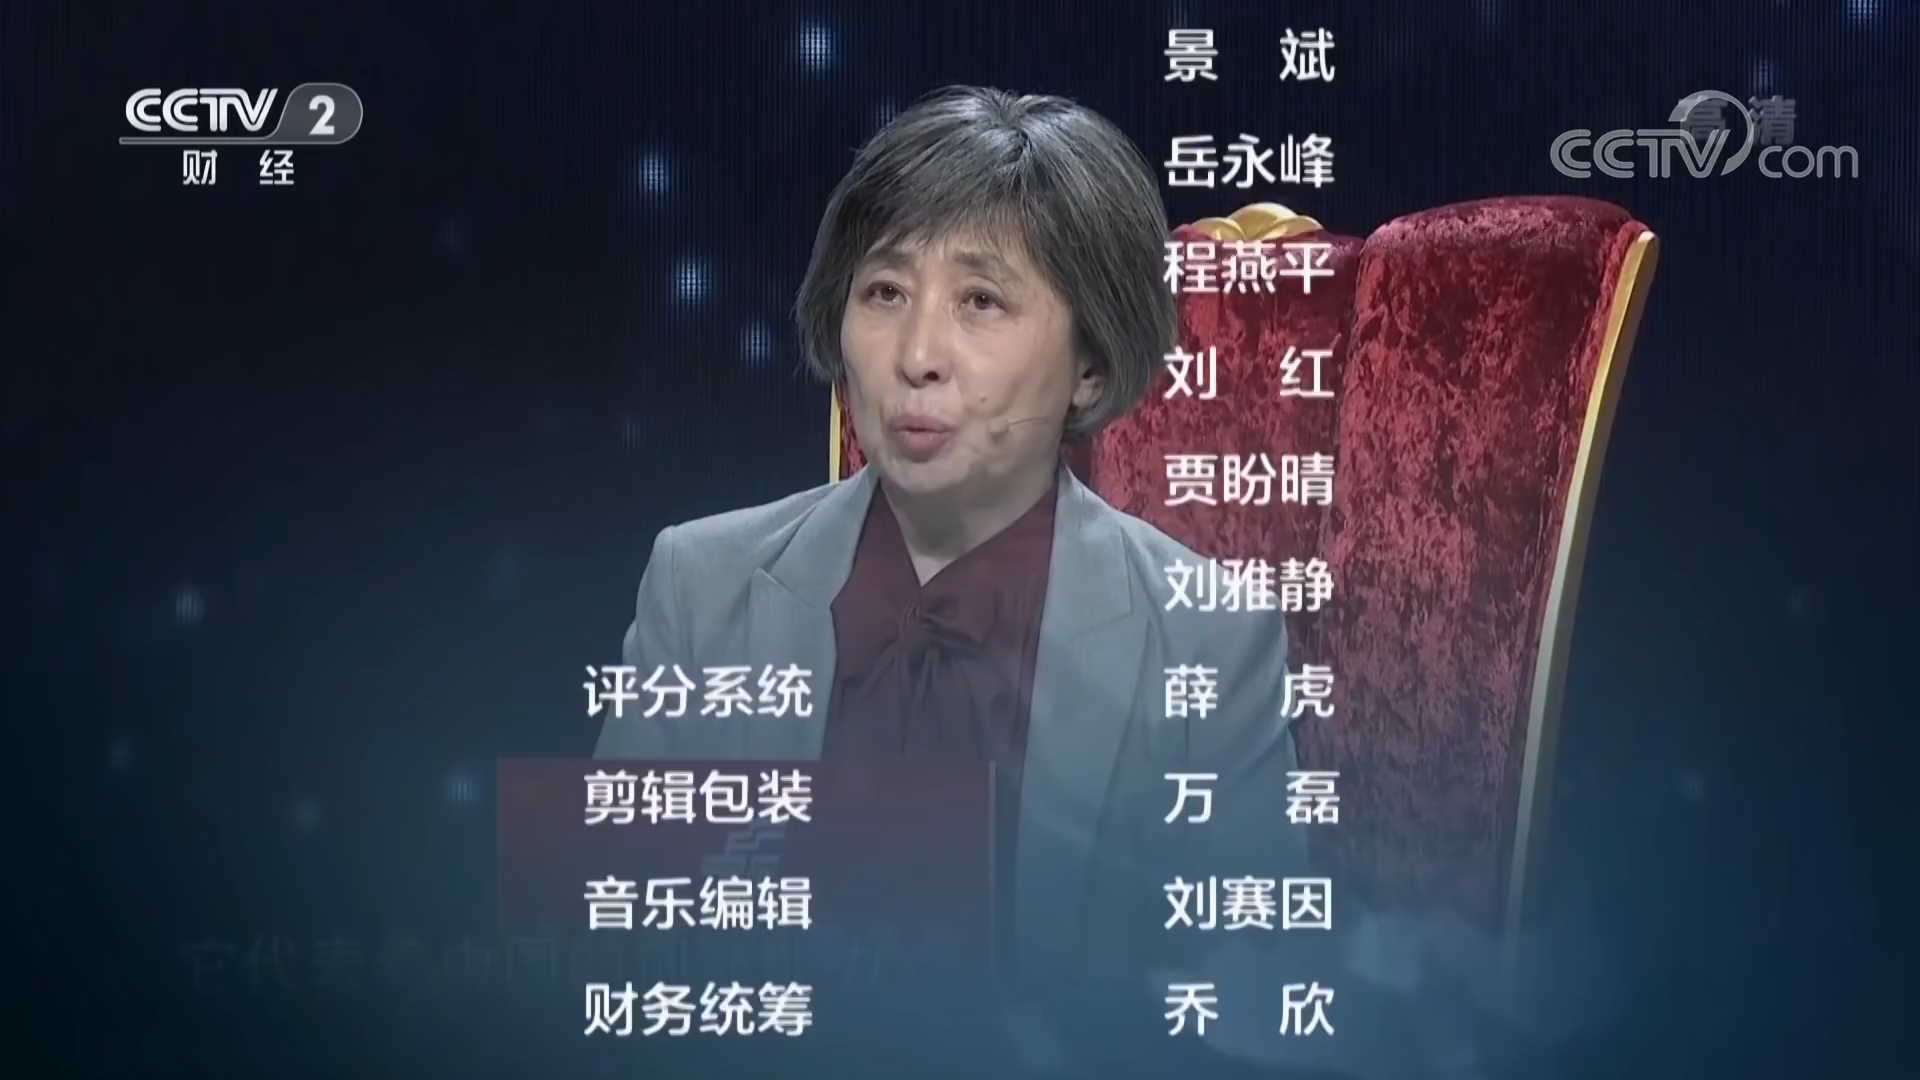 景 斌
CCTV 2
高清
CCTV.com
财 经
岳永峰
程燕平
刘 红
贾盼晴
刘雅静
评分系统 薛 虎
剪辑包装 万 磊
音乐编辑 刘赛因
财务统筹 乔 欣